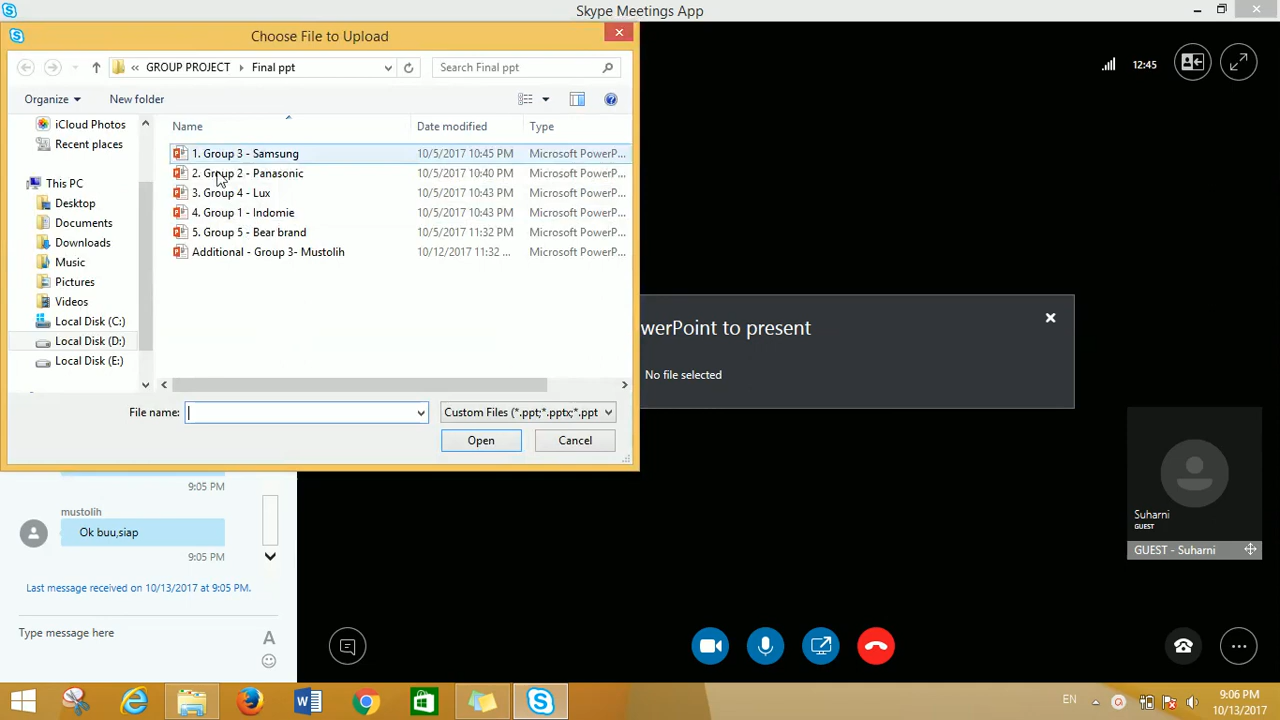 Skype Meetings App
Choose File to Upload
« GROUP PROJECT Final ppt
Search Final ppt
Organize
New folder
Name
Date modified
Type
iCloud Photos
Recent places
This PC
Desktop
Documents
Downloads
Music
Pictures
Videos
Local Disk (C:)
Local Disk (D:)
Local Disk (E:)
1. Group 3 - Samsung 10/5/2017 10:45 PM Microsoft PowerP...
2. Group 2 - Panasonic 10/5/2017 10:40 PM Microsoft PowerP...
3. Group 4 - Lux 10/5/2017 10:43 PM Microsoft PowerP...
4. Group 1 - Indomie 10/5/2017 10:43 PM Microsoft PowerP...
5. Group 5 - Bear brand 10/5/2017 11:32 PM Microsoft PowerP...
Additional - Group 3- Mustolih 10/12/2017 11:32 ... Microsoft PowerP...
File name:
Custom Files (*.ppt;*.pptx;*.ppt
Open
Cancel
12:45
werPoint to present
No file selected
9:05 PM
mustolih
Ok buu,siap
9:05 PM
Last message received on 10/13/2017 at 9:05 PM.
Type message here
A
Suharni
GUEST
GUEST - Suharni
EN
9:06 PM
10/13/2017